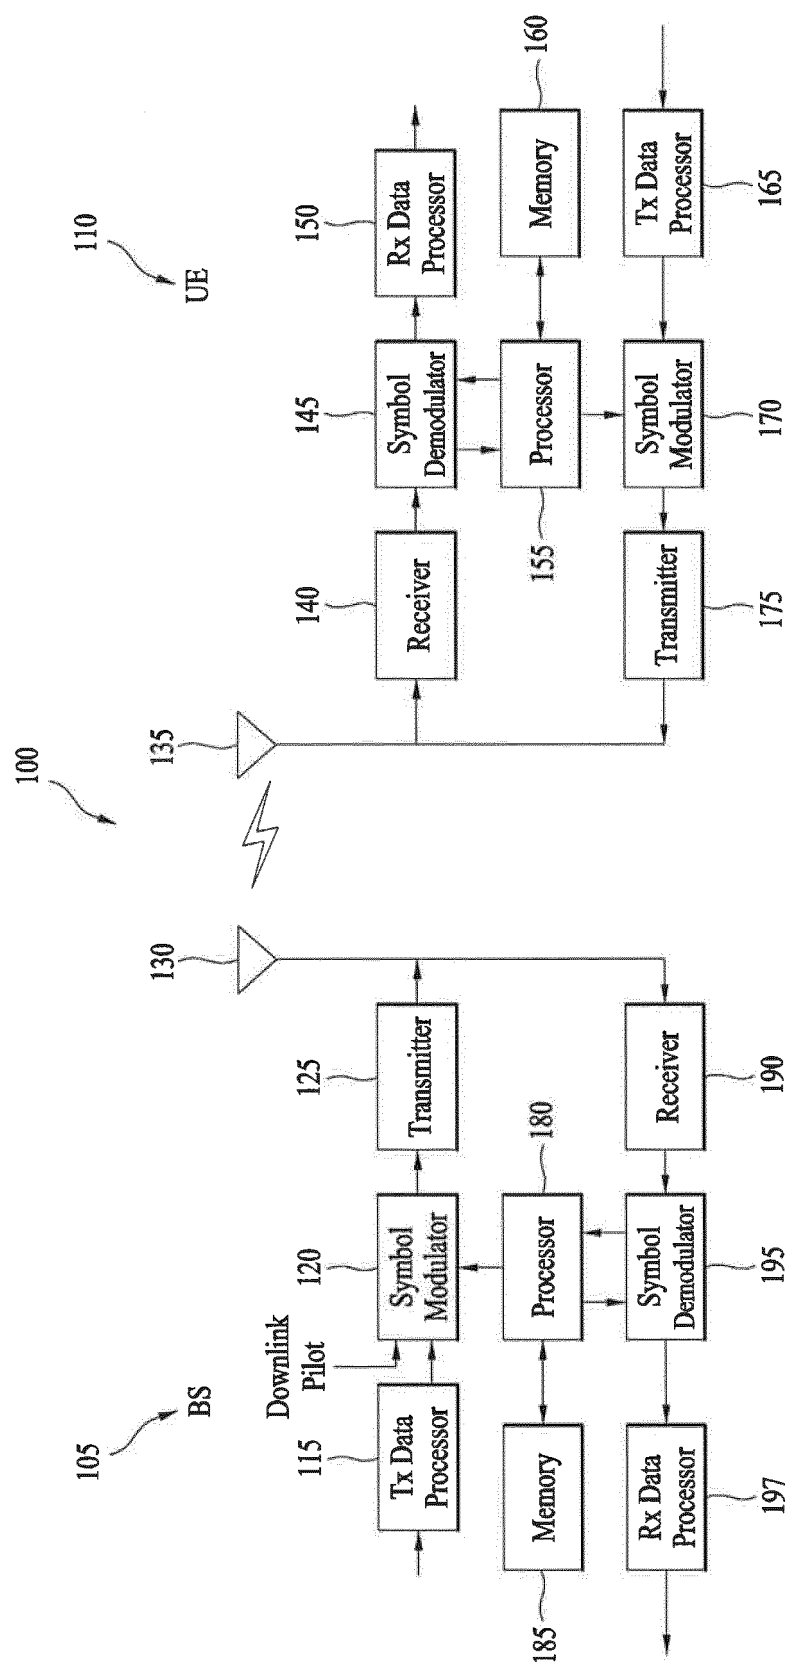 100
105
BS
110
UE
Downlink
Pilot
115
Tx Data
Processor
120
Symbol
Modulator
125
Transmitter
130
135
140
Receiver
145
Symbol
Demodulator
150
Rx Data
Processor
185
Memory
180
Processor
155
Processor
160
Memory
197
Rx Data
Processor
195
Symbol
Demodulator
190
Receiver
175
Transmitter
170
Symbol
Modulator
165
Tx Data
Processor